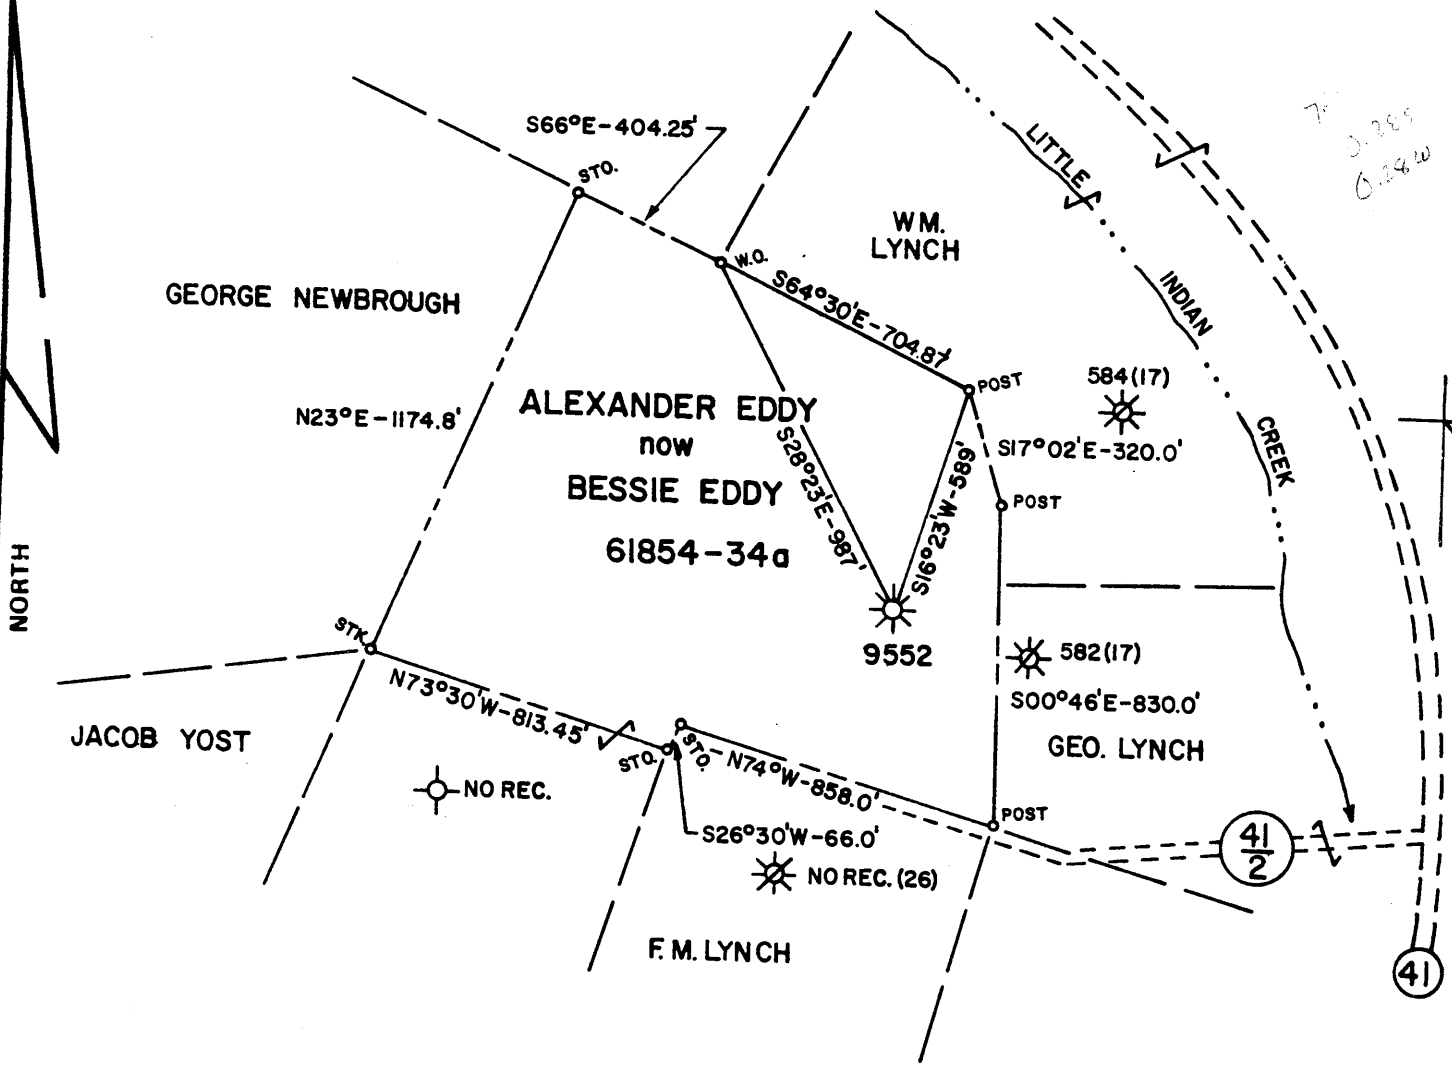 S66°E-404.25'
STO.
LITTLE
WM.
LYNCH
W.O.
S64°30'E-704.87'
GEORGE NEWBROUGH
INDIAN
POST
584(17)
ALEXANDER EDDY
N23°E-1174.8'
now
S28°23'E-987'
S16°23'W-589'
S17°02'E-320.0'
CREEK
BESSIE EDDY
POST
61854-34a
NORTH
STK.
9552
582(17)
N73°30'W-813.45'
S00°46'E-830.0'
JACOB YOST
STO.
STO.
N74°W-858.0'
GEO. LYNCH
NO REC.
POST
S26°30'W-66.0'
41
2
NO REC. (26)
F. M. LYNCH
41